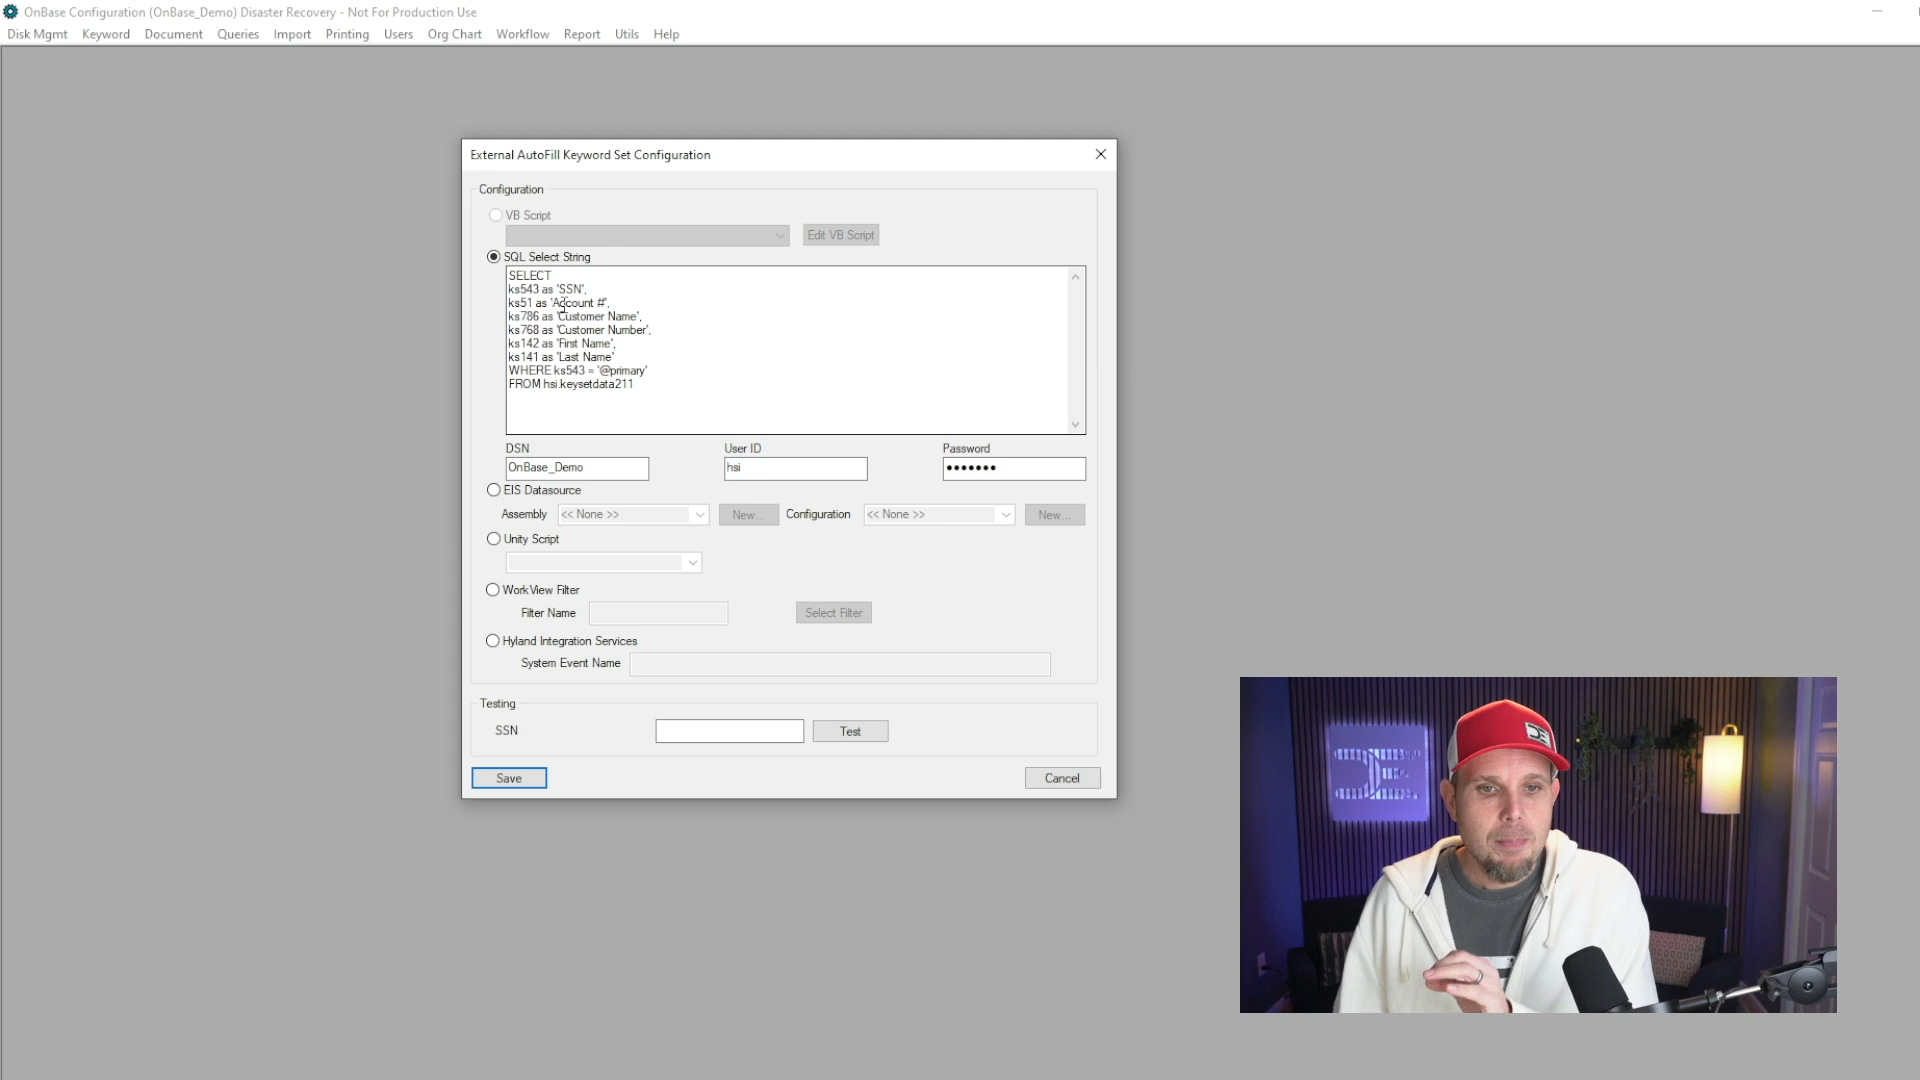 OnBase Configuration (OnBase_Demo) Disaster Recovery - Not For Production Use
Disk Mgmt Keyword Document Queries Import Printing Users Org Chart Workflow Report Utils Help
External AutoFill Keyword Set Configuration
Configuration
VB Script
Edit VB Script
SQL Select String
SELECT
ks543 as 'SSN',
ks51 as 'Account #',
ks786 as 'Customer Name',
ks768 as 'Customer Number',
ks142 as 'First Name',
ks141 as 'Last Name'
WHERE ks543 = '@primary'
FROM hsi.keysetdata211
DSN User ID Password
OnBase_Demo hsi •••••••
EIS Datasource
Assembly << None >> New... Configuration << None >> New...
Unity Script
WorkView Filter
Filter Name Select Filter
Hyland Integration Services
System Event Name
Testing
SSN Test
Save Cancel